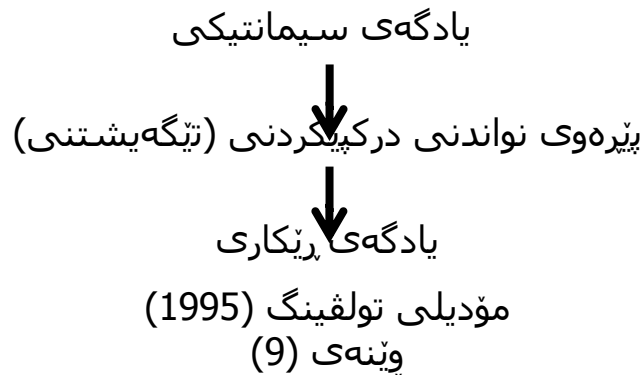 یادگەی سیمانتیکی
پێڕەوی نواندنی درکپێکردنی (تێگەیشتنی)
یادگەی ڕێکاری
مۆدیلی تولڤینگ (1995)
وێنەی (9)